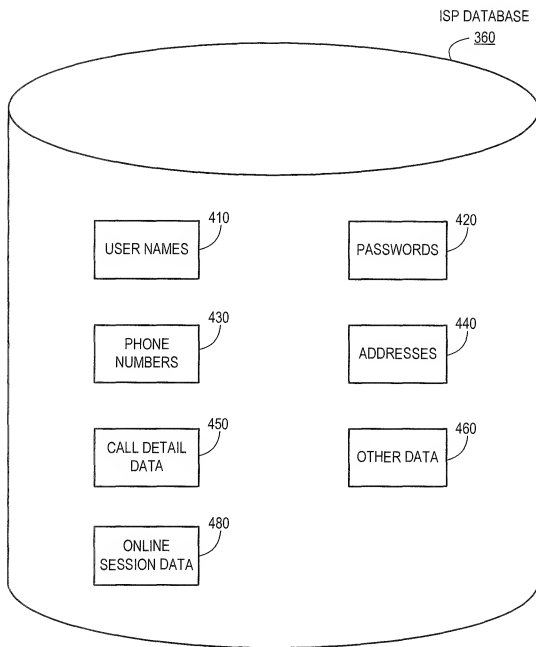 ISP DATABASE
360
410
USER NAMES
420
PASSWORDS
430
PHONE
NUMBERS
440
ADDRESSES
450
CALL DETAIL
DATA
460
OTHER DATA
480
ONLINE
SESSION DATA